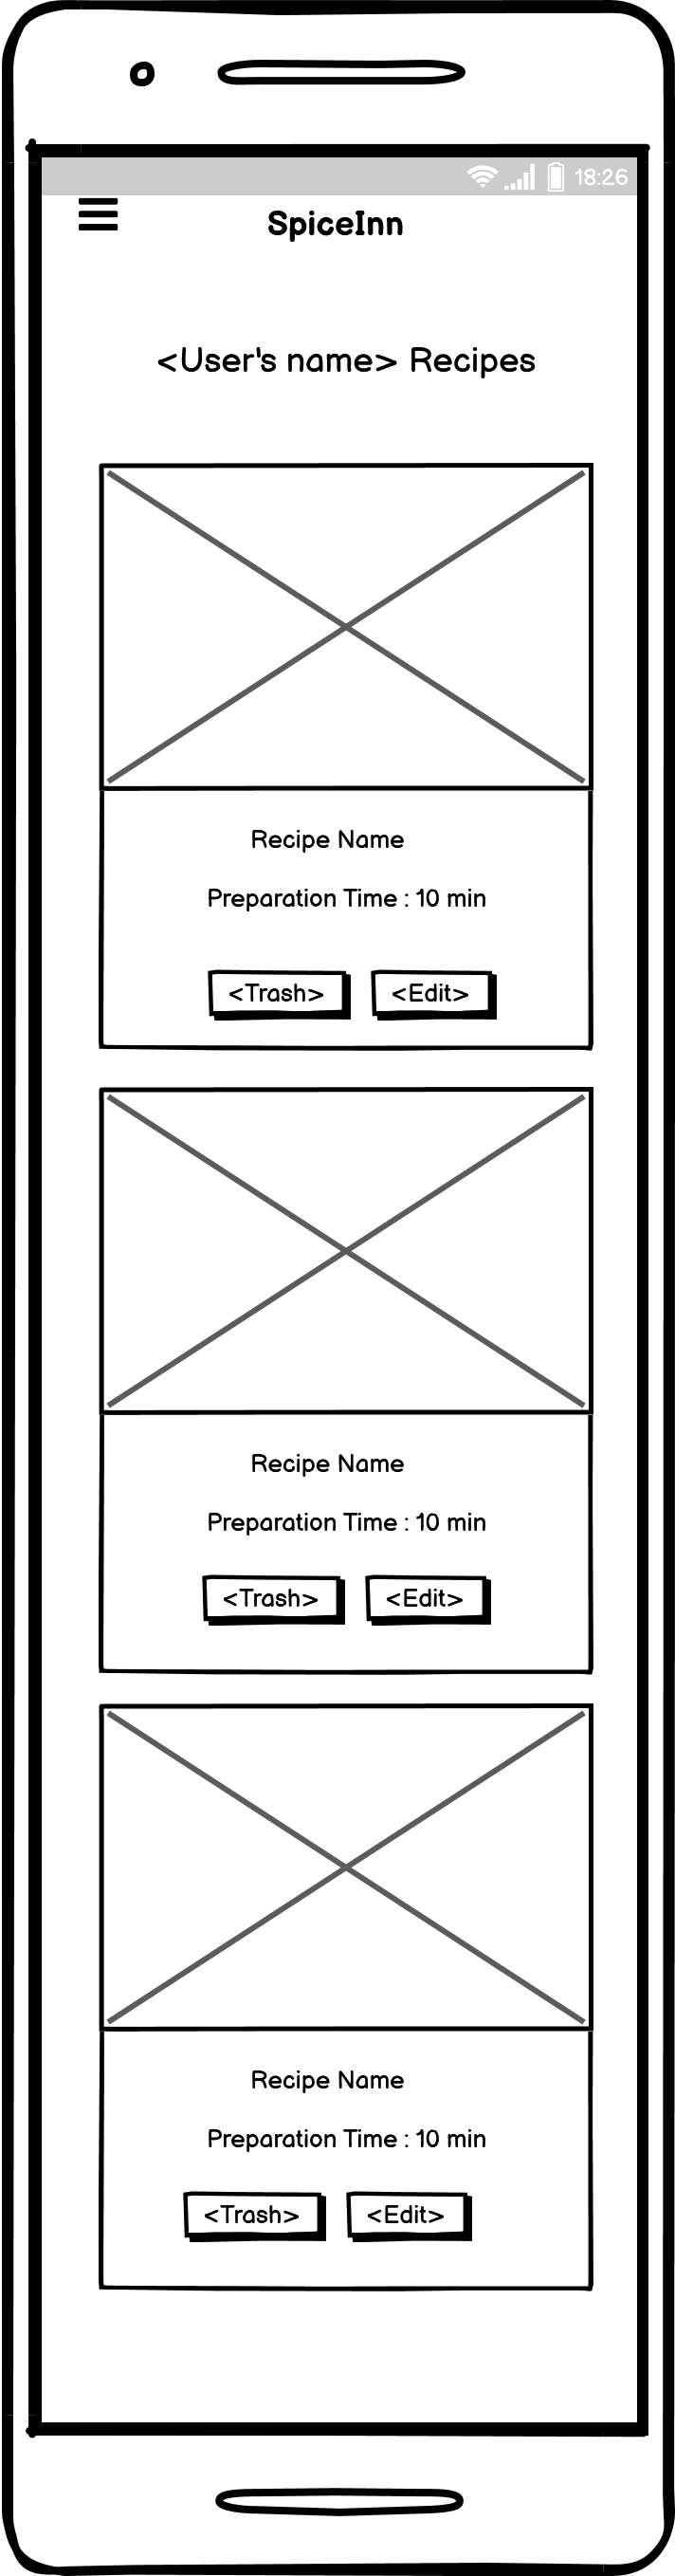 18:26
SpiceInn
<User's name> Recipes
Recipe Name
Preparation Time : 10 min
<Trash> <Edit>
Recipe Name
Preparation Time : 10 min
<Trash> <Edit>
Recipe Name
Preparation Time : 10 min
<Trash> <Edit>